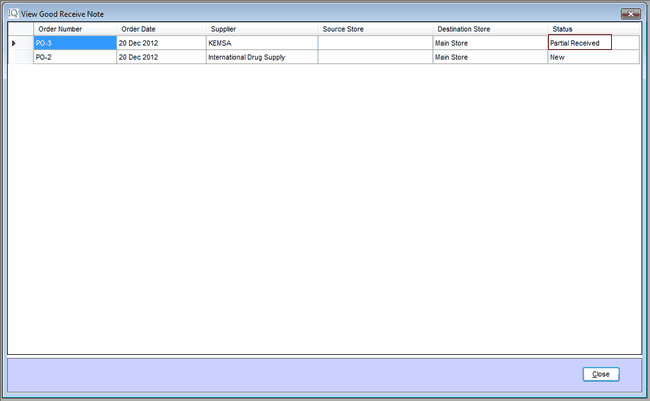 View Good Receive Note
Order Number Order Date Supplier Source Store Destination Store Status
PO-3 20 Dec 2012 KEMSA Main Store Partial Received
PO-2 20 Dec 2012 International Drug Supply Main Store New
Close